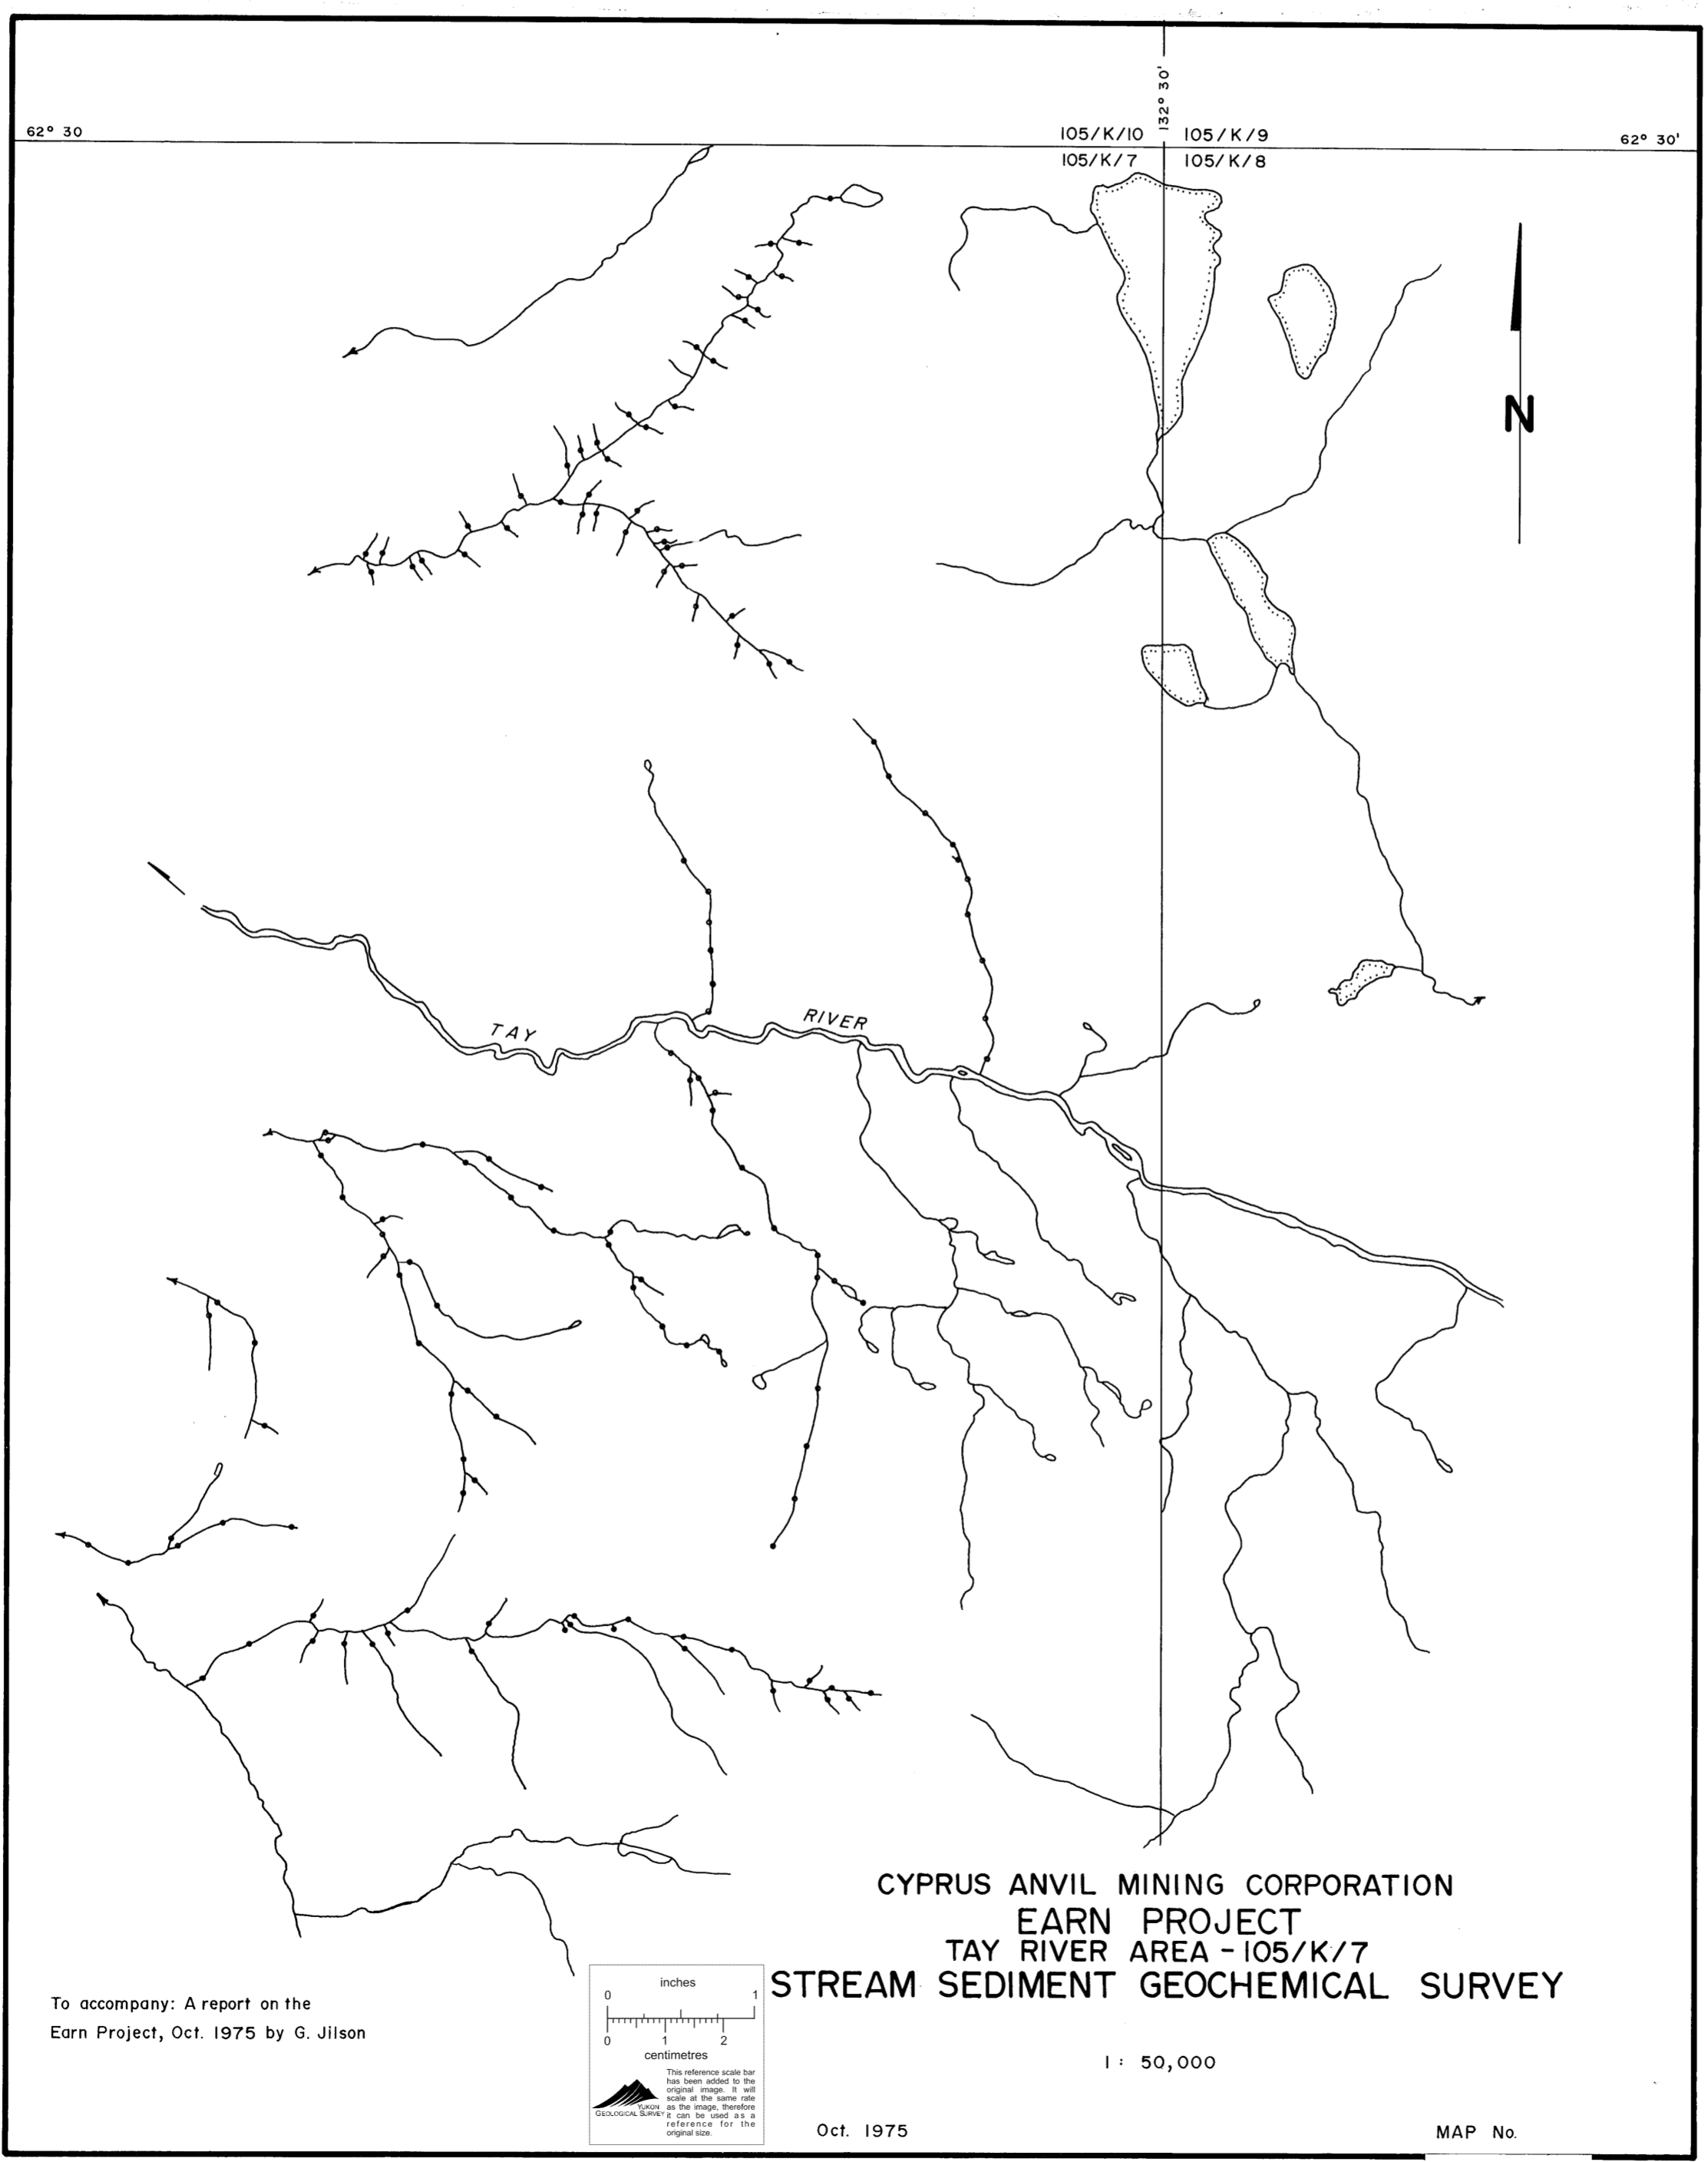 132° 30'
62° 30
105/K/10 105/K/9
62° 30'
105/K/7 105/K/8
N
TAY RIVER
CYPRUS ANVIL MINING CORPORATION
EARN PROJECT
TAY RIVER AREA - 105/K/7
STREAM SEDIMENT GEOCHEMICAL SURVEY
1 : 50,000
To accompany: A report on the
Earn Project, Oct. 1975 by G. Jilson
inches
0 1
0 1 2
centimetres
This reference scale bar
has been added to the
original image. It will
scale at the same rate
as the image, therefore
it can be used as a
reference for the
original size.
YUKON
GEOLOGICAL SURVEY
Oct. 1975
MAP No.